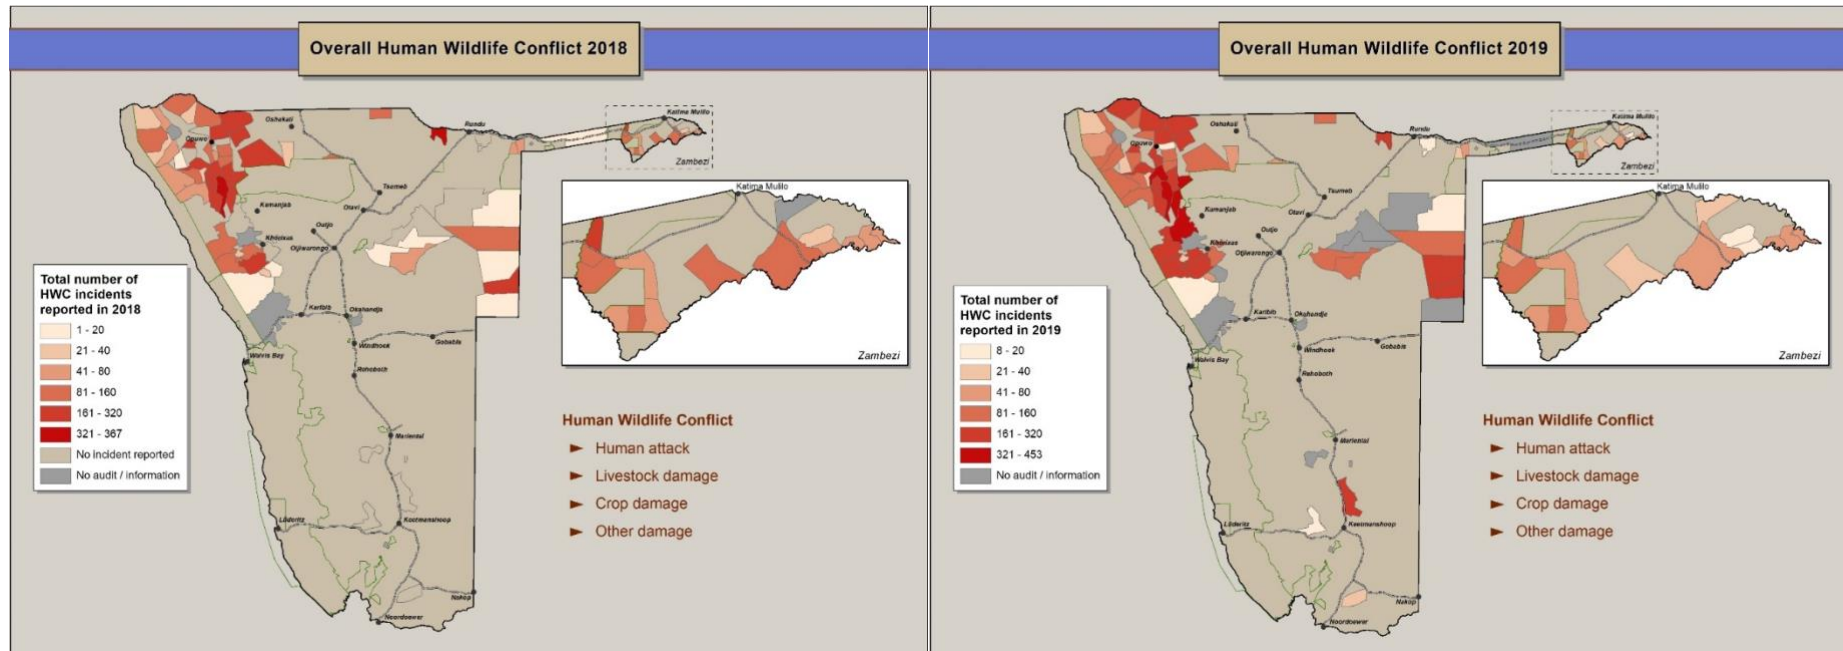 Overall Human Wildlife Conflict 2018
Oshakati
Rundu
Katima Mulilo
Opuwo
Zambezi
Tsumeb
Kamanjab
Otavi
Outjo
Khorixas
Otjiwarongo
Katima Mulilo
Zambezi
Total number of
HWC incidents
reported in 2018
1 - 20
21 - 40
41 - 80
81 - 160
161 - 320
321 - 367
No incident reported
No audit / information
Karibib
Okahandja
Windhoek
Gobabis
Walvis Bay
Rehoboth
Mariental
Lüderitz
Keetmanshoop
Nakop
Noordoewer
Human Wildlife Conflict
► Human attack
► Livestock damage
► Crop damage
► Other damage
Overall Human Wildlife Conflict 2019
Oshakati
Rundu
Katima Mulilo
Opuwo
Zambezi
Tsumeb
Kamanjab
Otavi
Outjo
Khorixas
Otjiwarongo
Katima Mulilo
Zambezi
Total number of
HWC incidents
reported in 2019
8 - 20
21 - 40
41 - 80
81 - 160
161 - 320
321 - 453
No audit / information
Karibib
Okahandja
Windhoek
Gobabis
Walvis Bay
Rehoboth
Mariental
Lüderitz
Keetmanshoop
Nakop
Noordoewer
Human Wildlife Conflict
► Human attack
► Livestock damage
► Crop damage
► Other damage